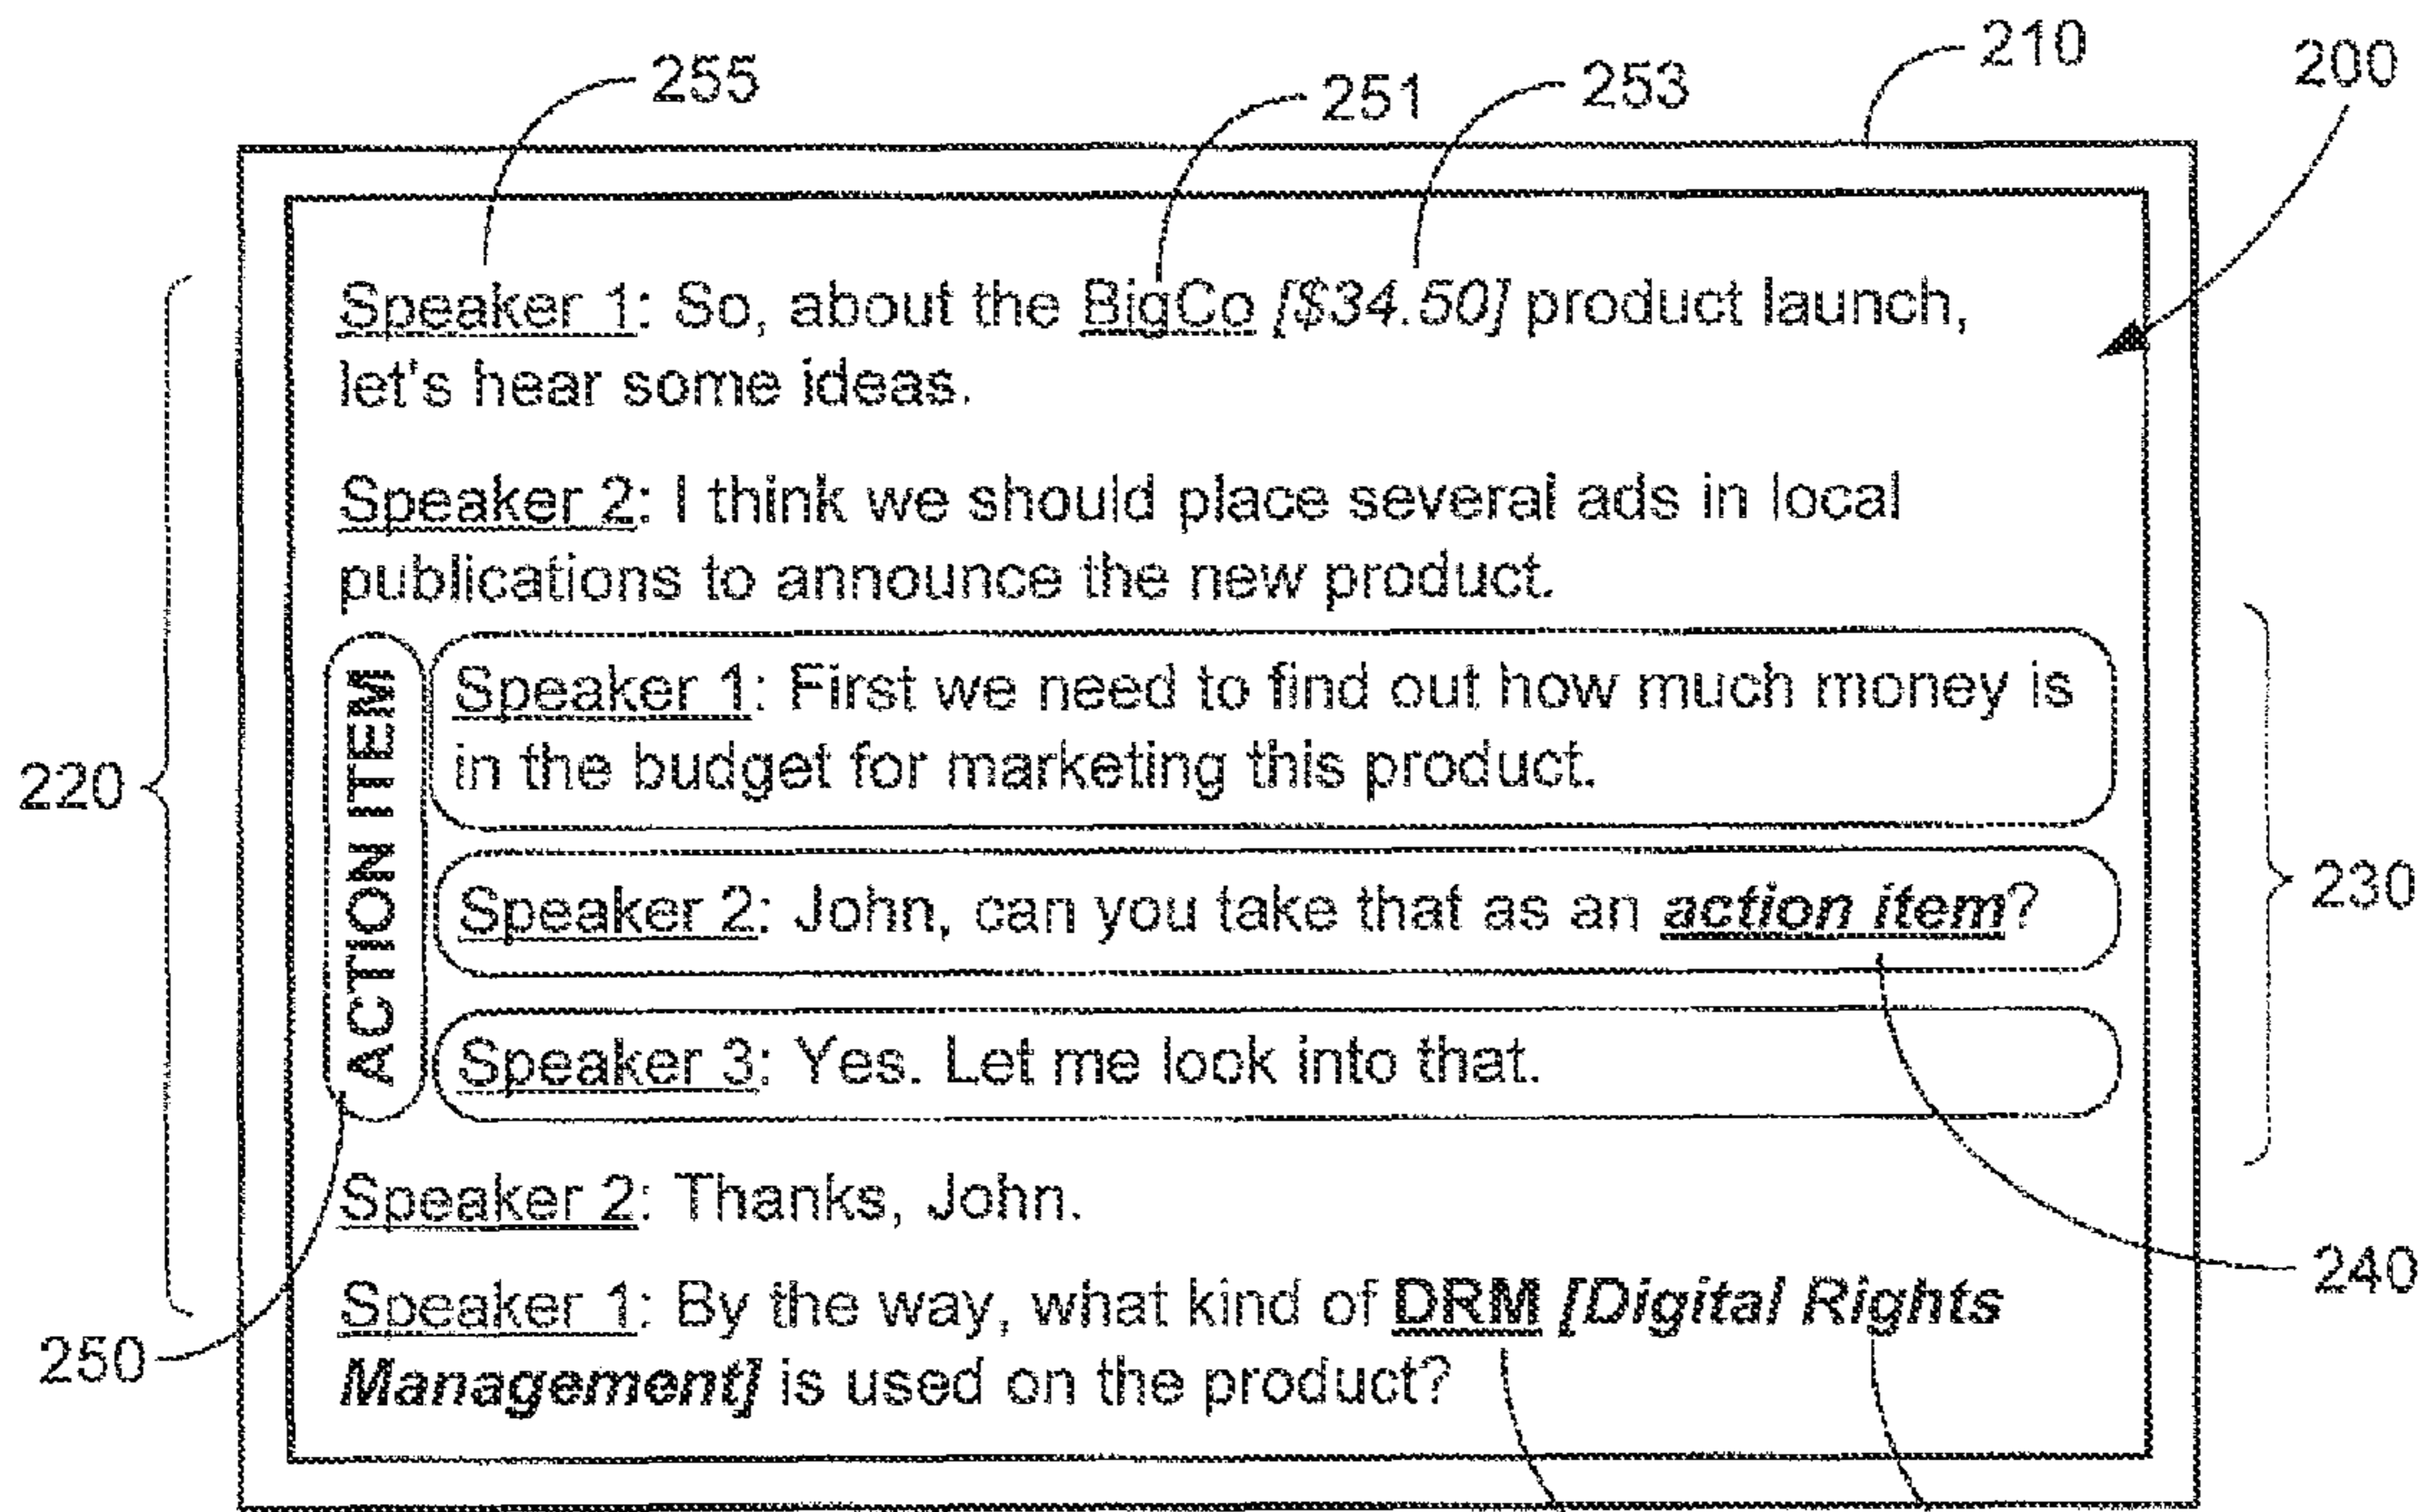 255
251
253
210
200
Speaker 1: So, about the BigCo [$34.50] product launch,
let's hear some ideas.
Speaker 2: I think we should place several ads in local
publications to announce the new product.
220
ACTION ITEM
Speaker 1: First we need to find out how much money is
in the budget for marketing this product.
Speaker 2: John, can you take that as an action item?
230
Speaker 3: Yes. Let me look into that.
Speaker 2: Thanks, John.
240
Speaker 1: By the way, what kind of DRM [Digital Rights
250
Management] is used on the product?